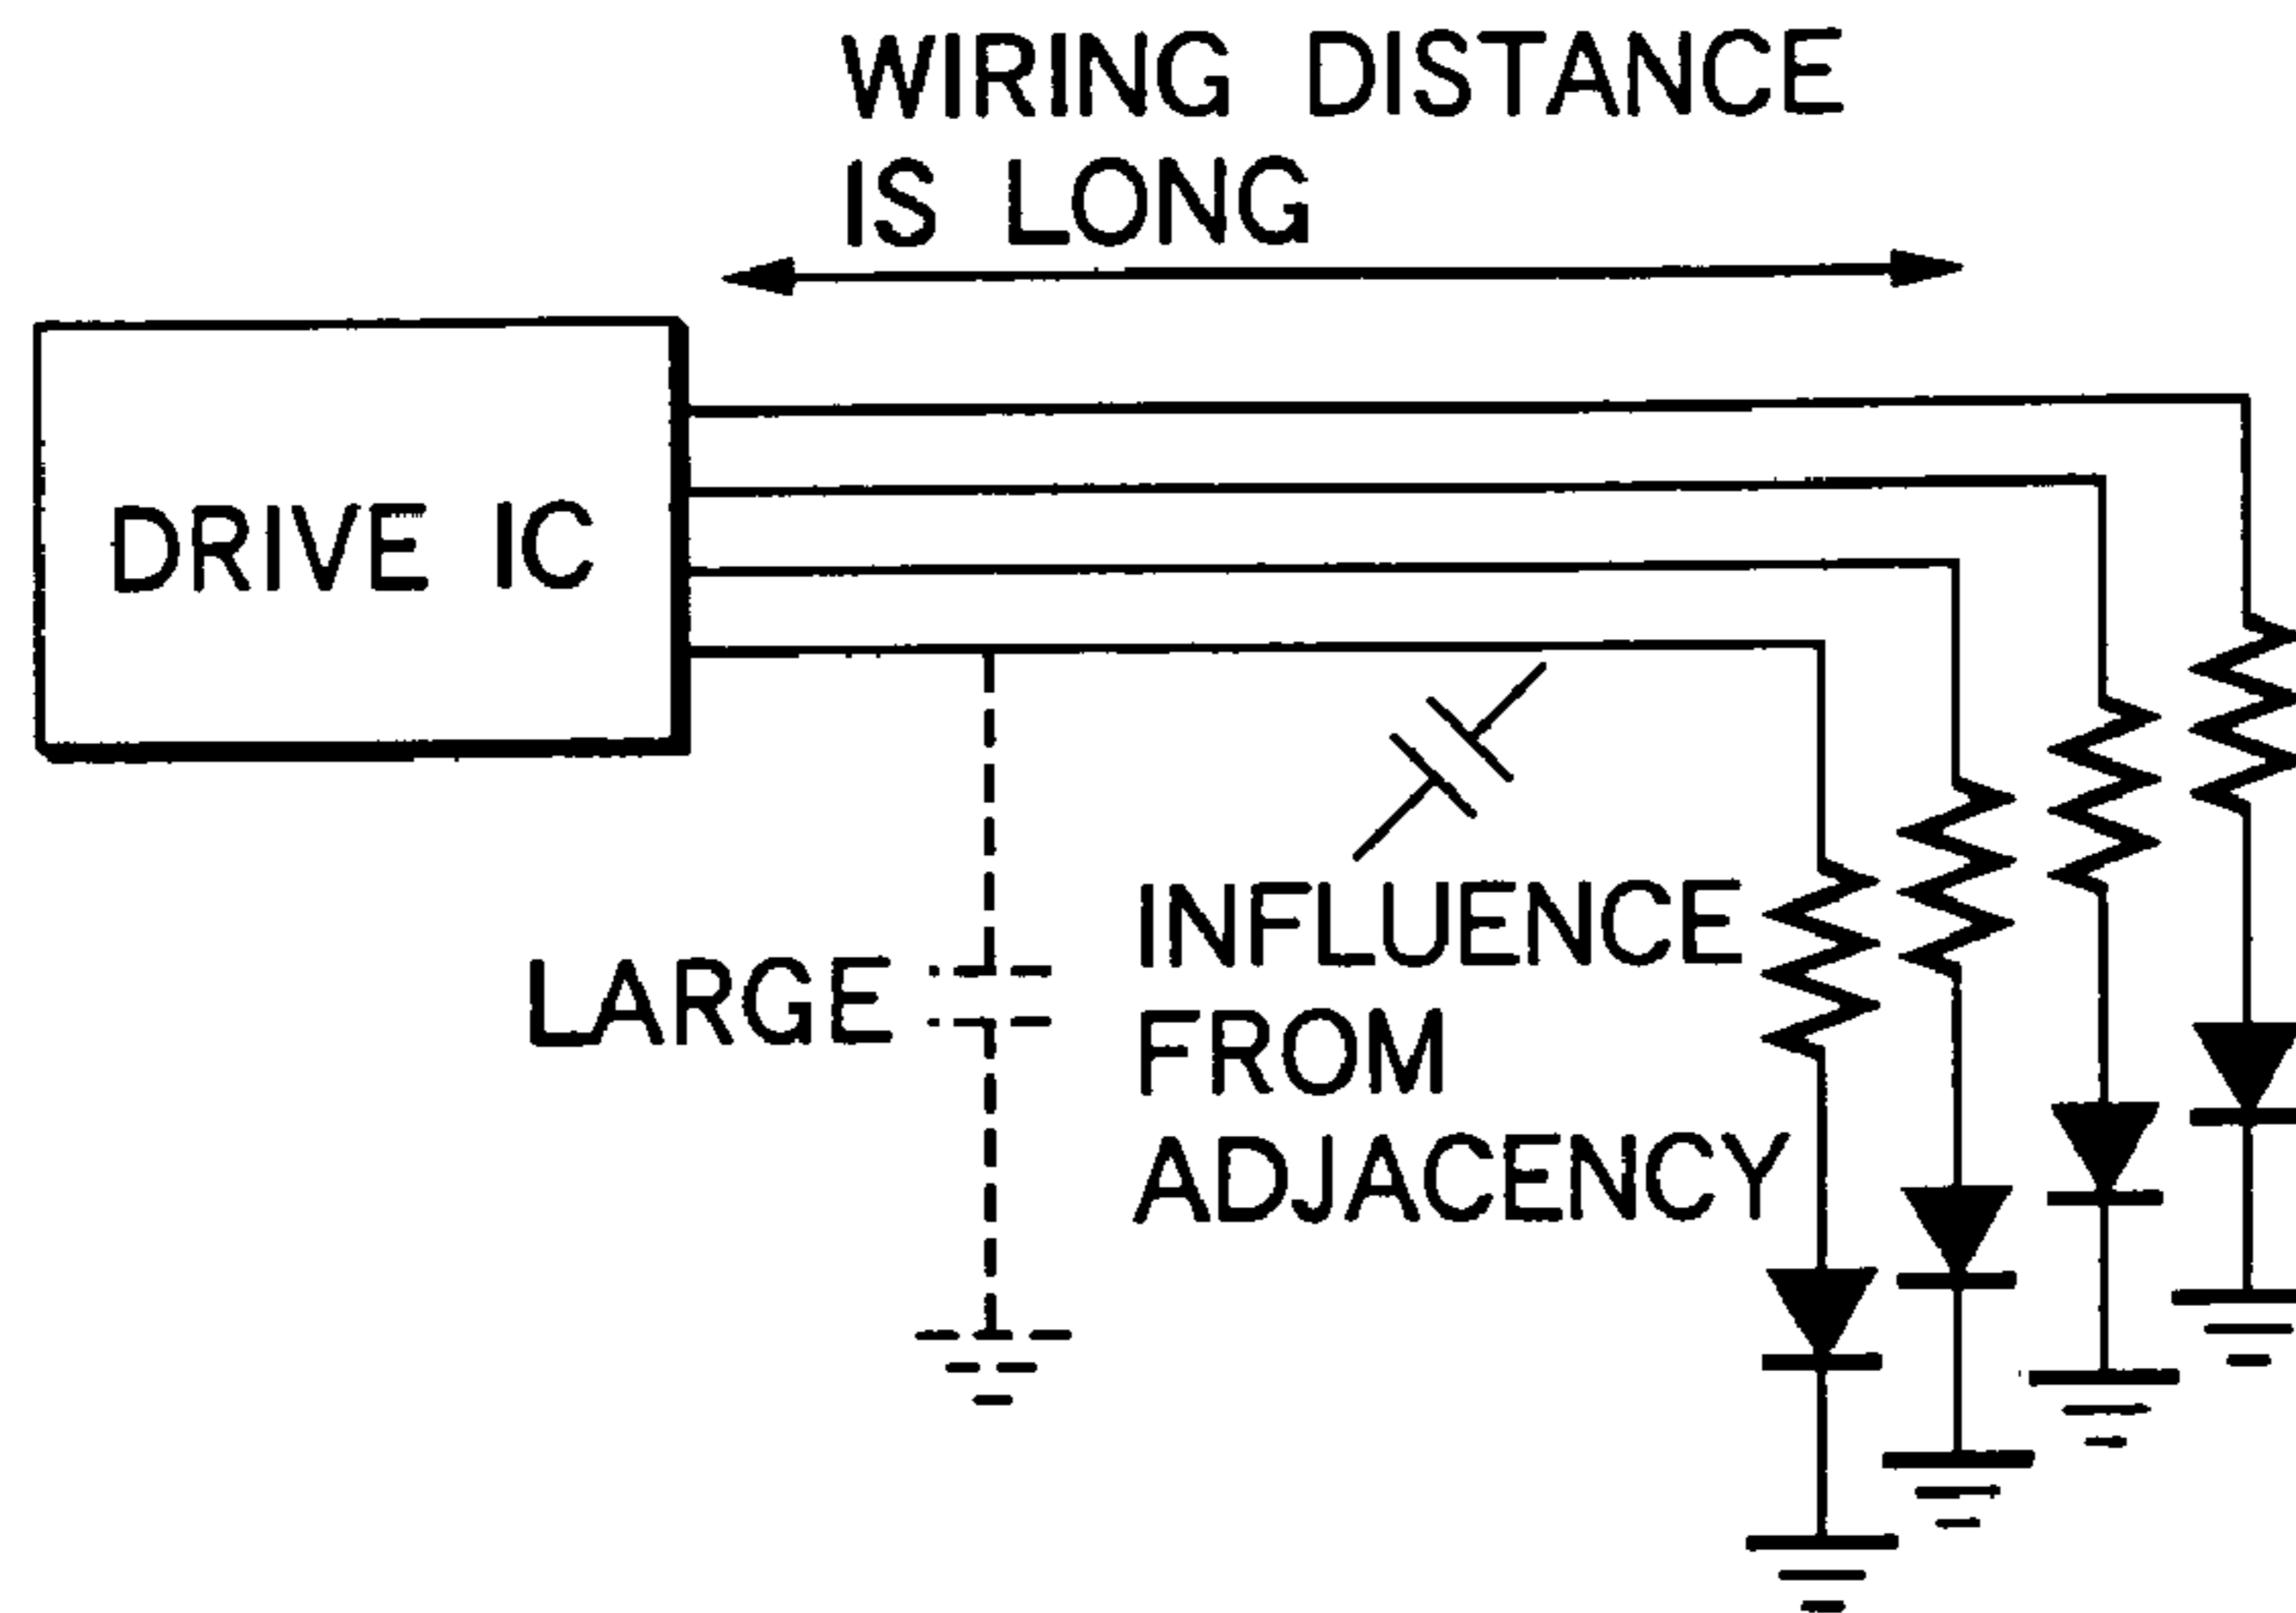 WIRING DISTANCE
IS LONG
DRIVE IC
LARGE
INFLUENCE
FROM
ADJACENCY